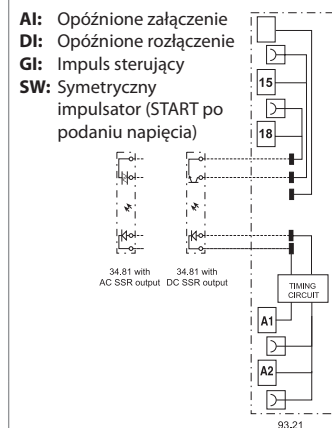 AI: Opóźnione załączenie
DI: Opóźnione rozłączenie
GI: Impuls sterujący
SW: Symetryczny
impulsator (START po
podaniu napięcia)
15
18
34.81 with
AC SSR output
34.81 with
DC SSR output
TIMING
CIRCUIT
A1
A2
93.21